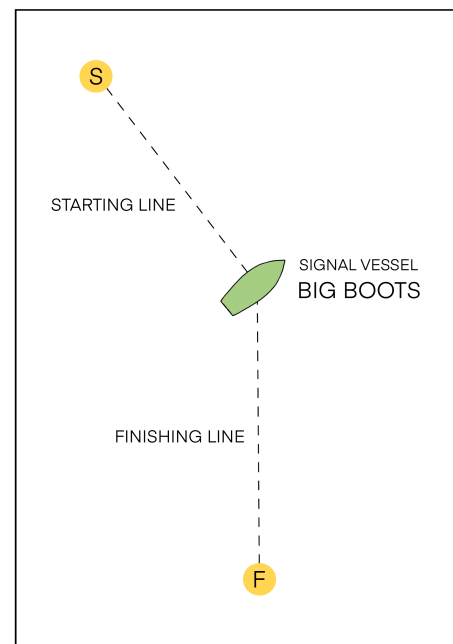 S
STARTING LINE
SIGNAL VESSEL
BIG BOOTS
FINISHING LINE
F